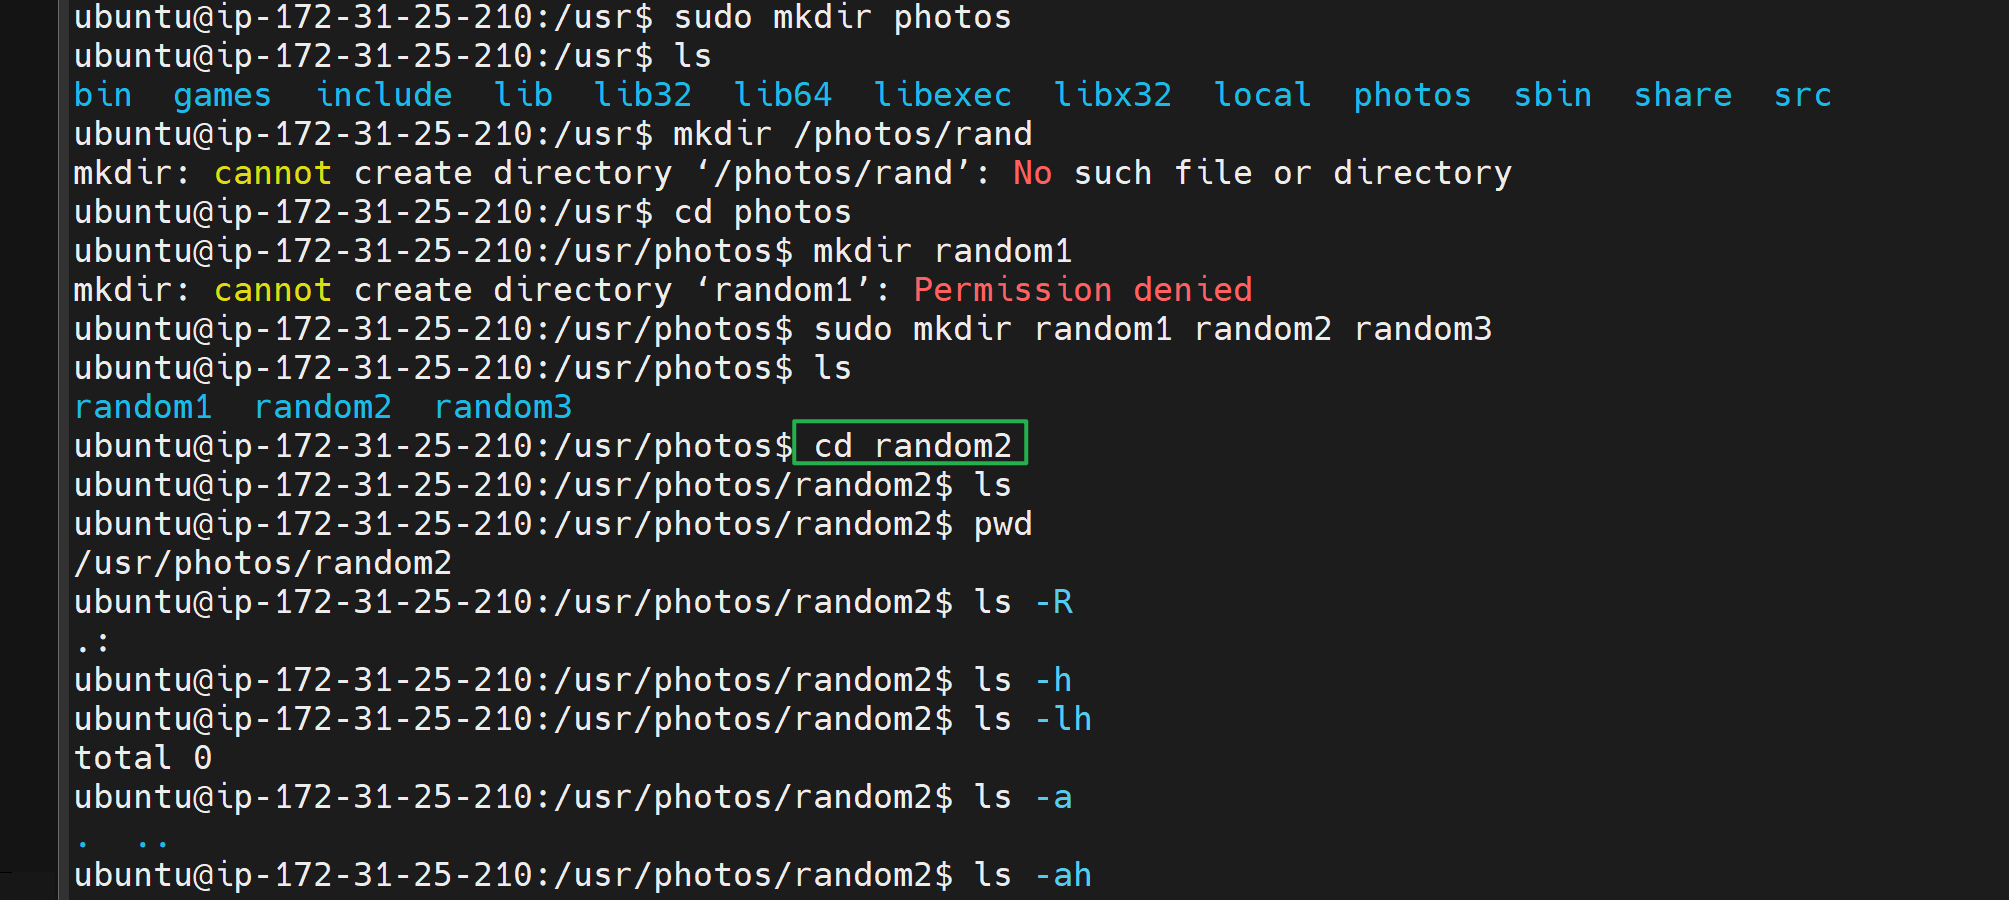 ubuntu@ip-172-31-25-210:/usr$ sudo mkdir photos
ubuntu@ip-172-31-25-210:/usr$ ls
bin  games  include  lib  lib32  lib64  libexec  libx32  local  photos  sbin  share  src
ubuntu@ip-172-31-25-210:/usr$ mkdir /photos/rand
mkdir: cannot create directory ‘/photos/rand’: No such file or directory
ubuntu@ip-172-31-25-210:/usr$ cd photos
ubuntu@ip-172-31-25-210:/usr/photos$ mkdir random1
mkdir: cannot create directory ‘random1’: Permission denied
ubuntu@ip-172-31-25-210:/usr/photos$ sudo mkdir random1 random2 random3
ubuntu@ip-172-31-25-210:/usr/photos$ ls
random1  random2  random3
ubuntu@ip-172-31-25-210:/usr/photos$ cd random2
ubuntu@ip-172-31-25-210:/usr/photos/random2$ ls
ubuntu@ip-172-31-25-210:/usr/photos/random2$ pwd
/usr/photos/random2
ubuntu@ip-172-31-25-210:/usr/photos/random2$ ls -R
.:
ubuntu@ip-172-31-25-210:/usr/photos/random2$ ls -h
ubuntu@ip-172-31-25-210:/usr/photos/random2$ ls -lh
total 0
ubuntu@ip-172-31-25-210:/usr/photos/random2$ ls -a
.  ..
ubuntu@ip-172-31-25-210:/usr/photos/random2$ ls -ah